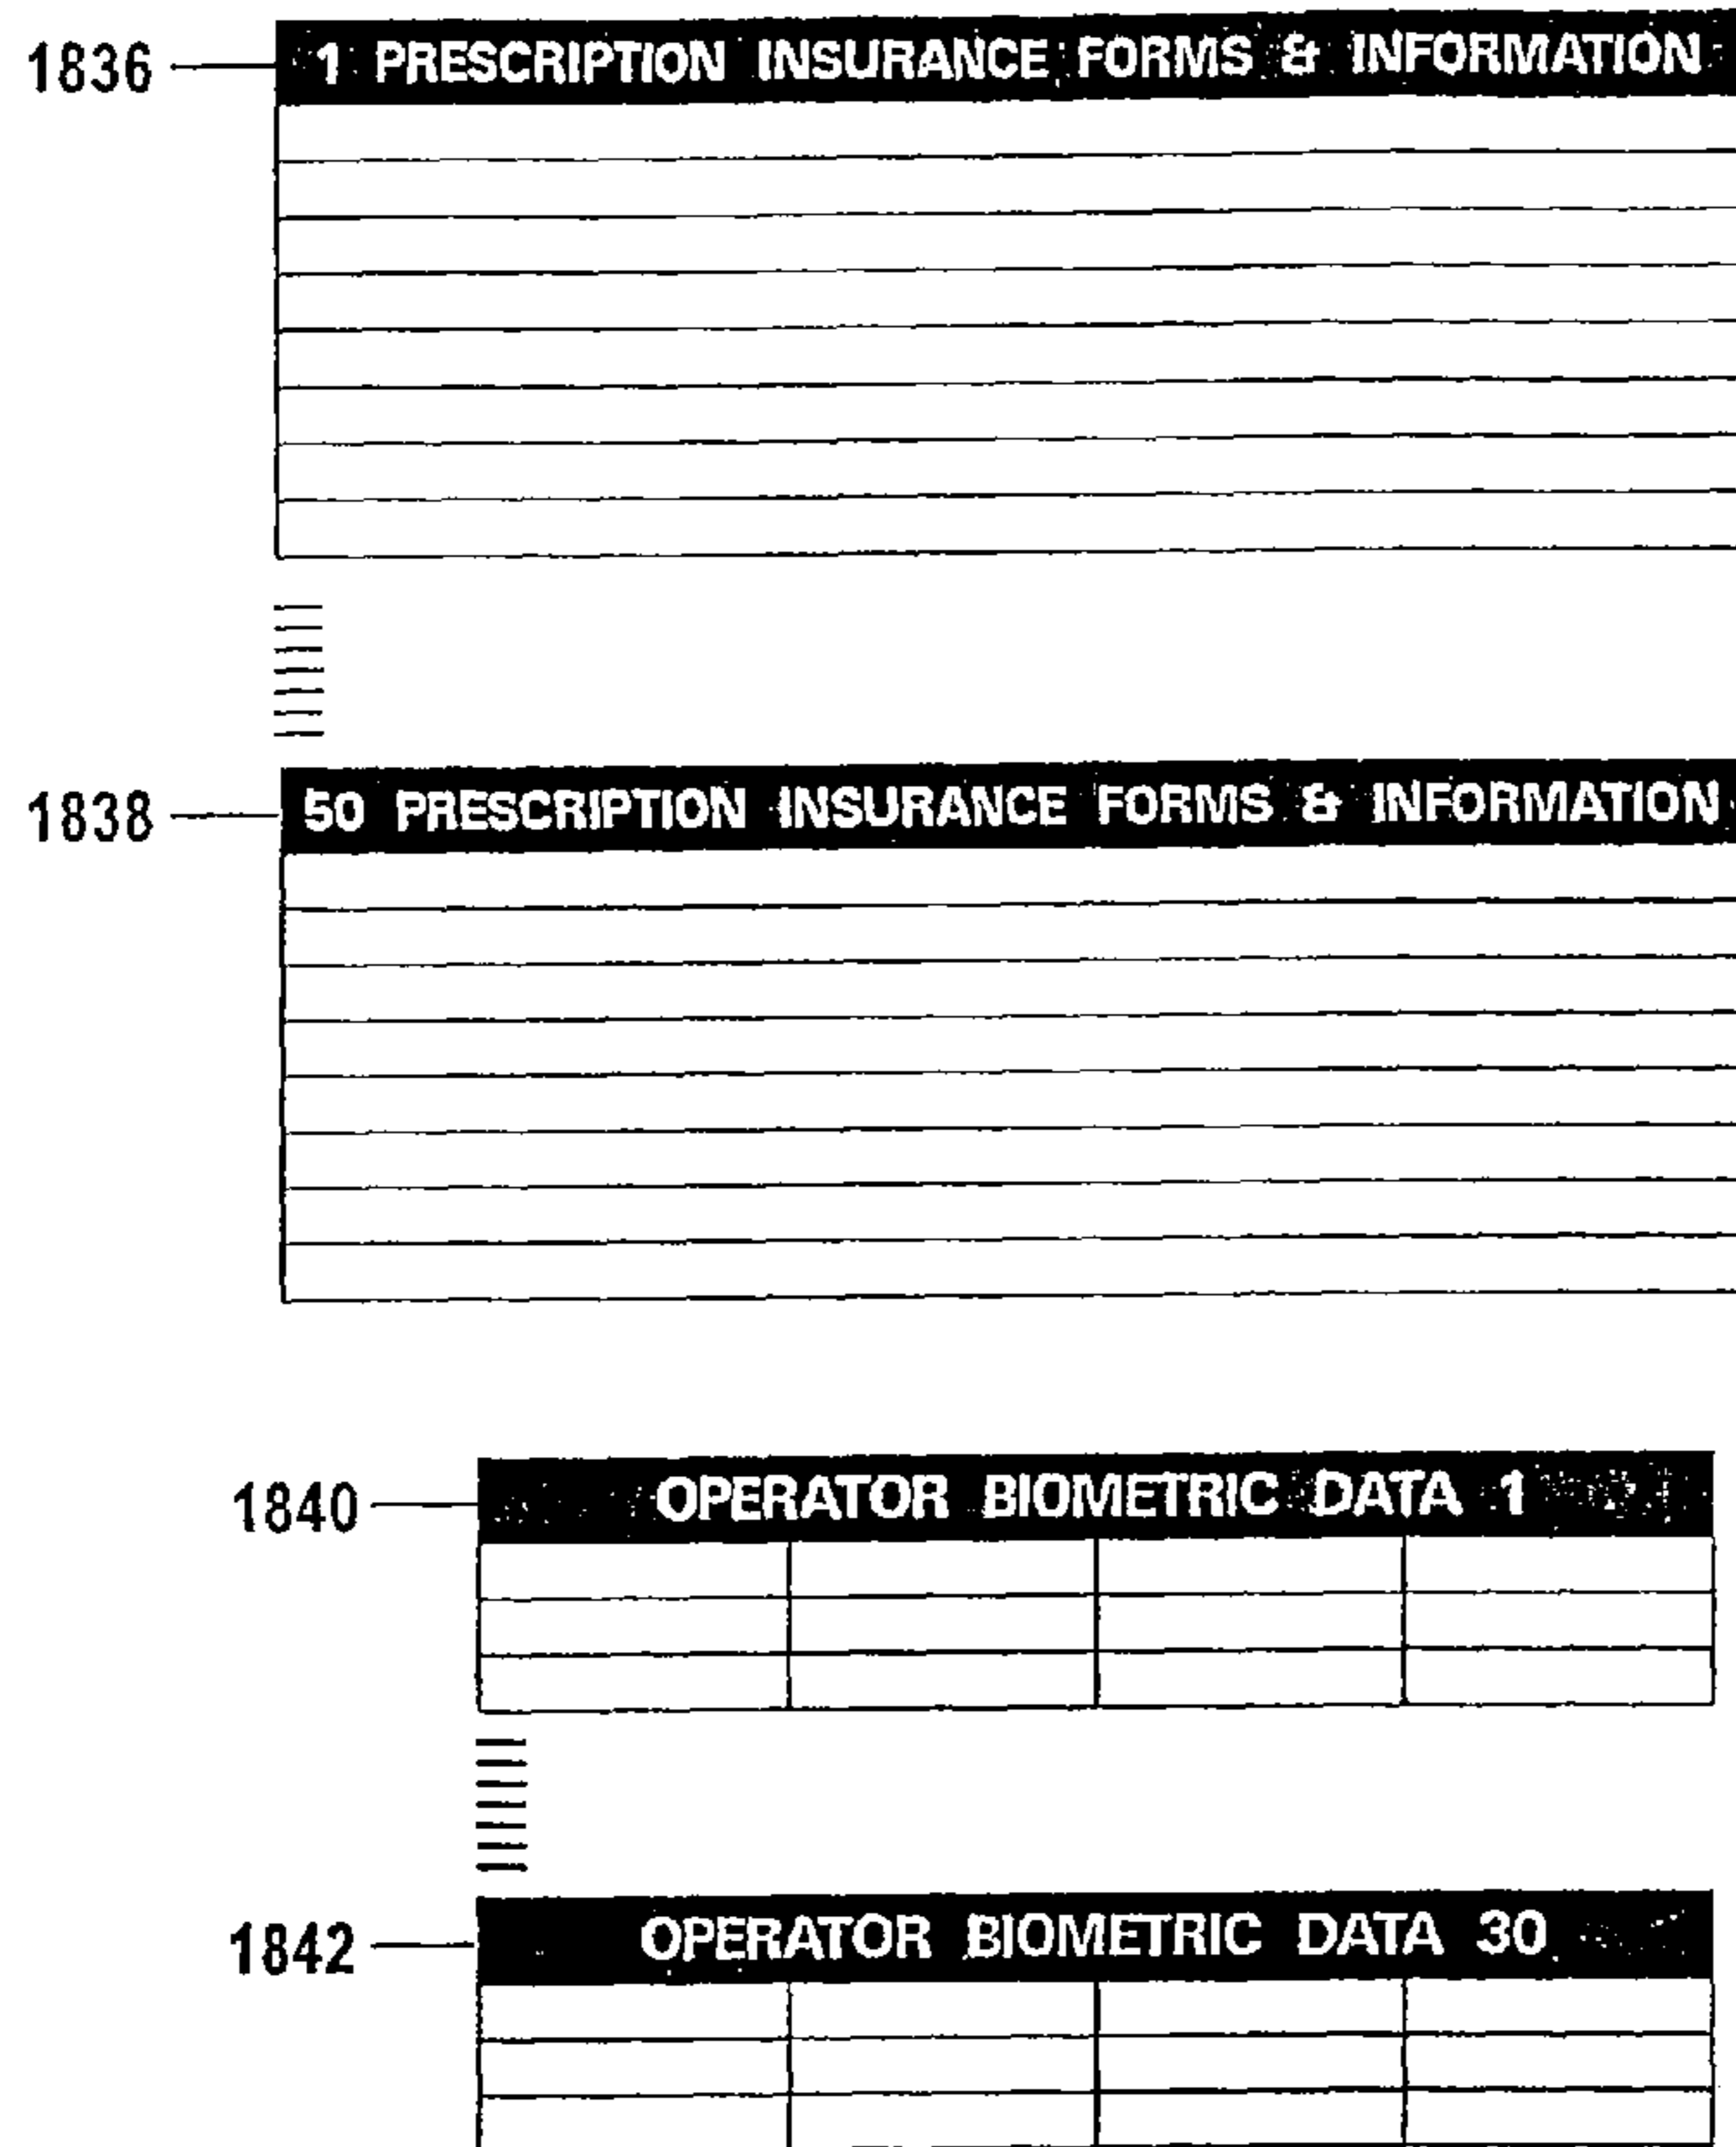 1836 1 PRESCRIPTION INSURANCE FORMS & INFORMATION
1838 50 PRESCRIPTION INSURANCE FORMS & INFORMATION
1840 OPERATOR BIOMETRIC DATA 1
1842 OPERATOR BIOMETRIC DATA 30